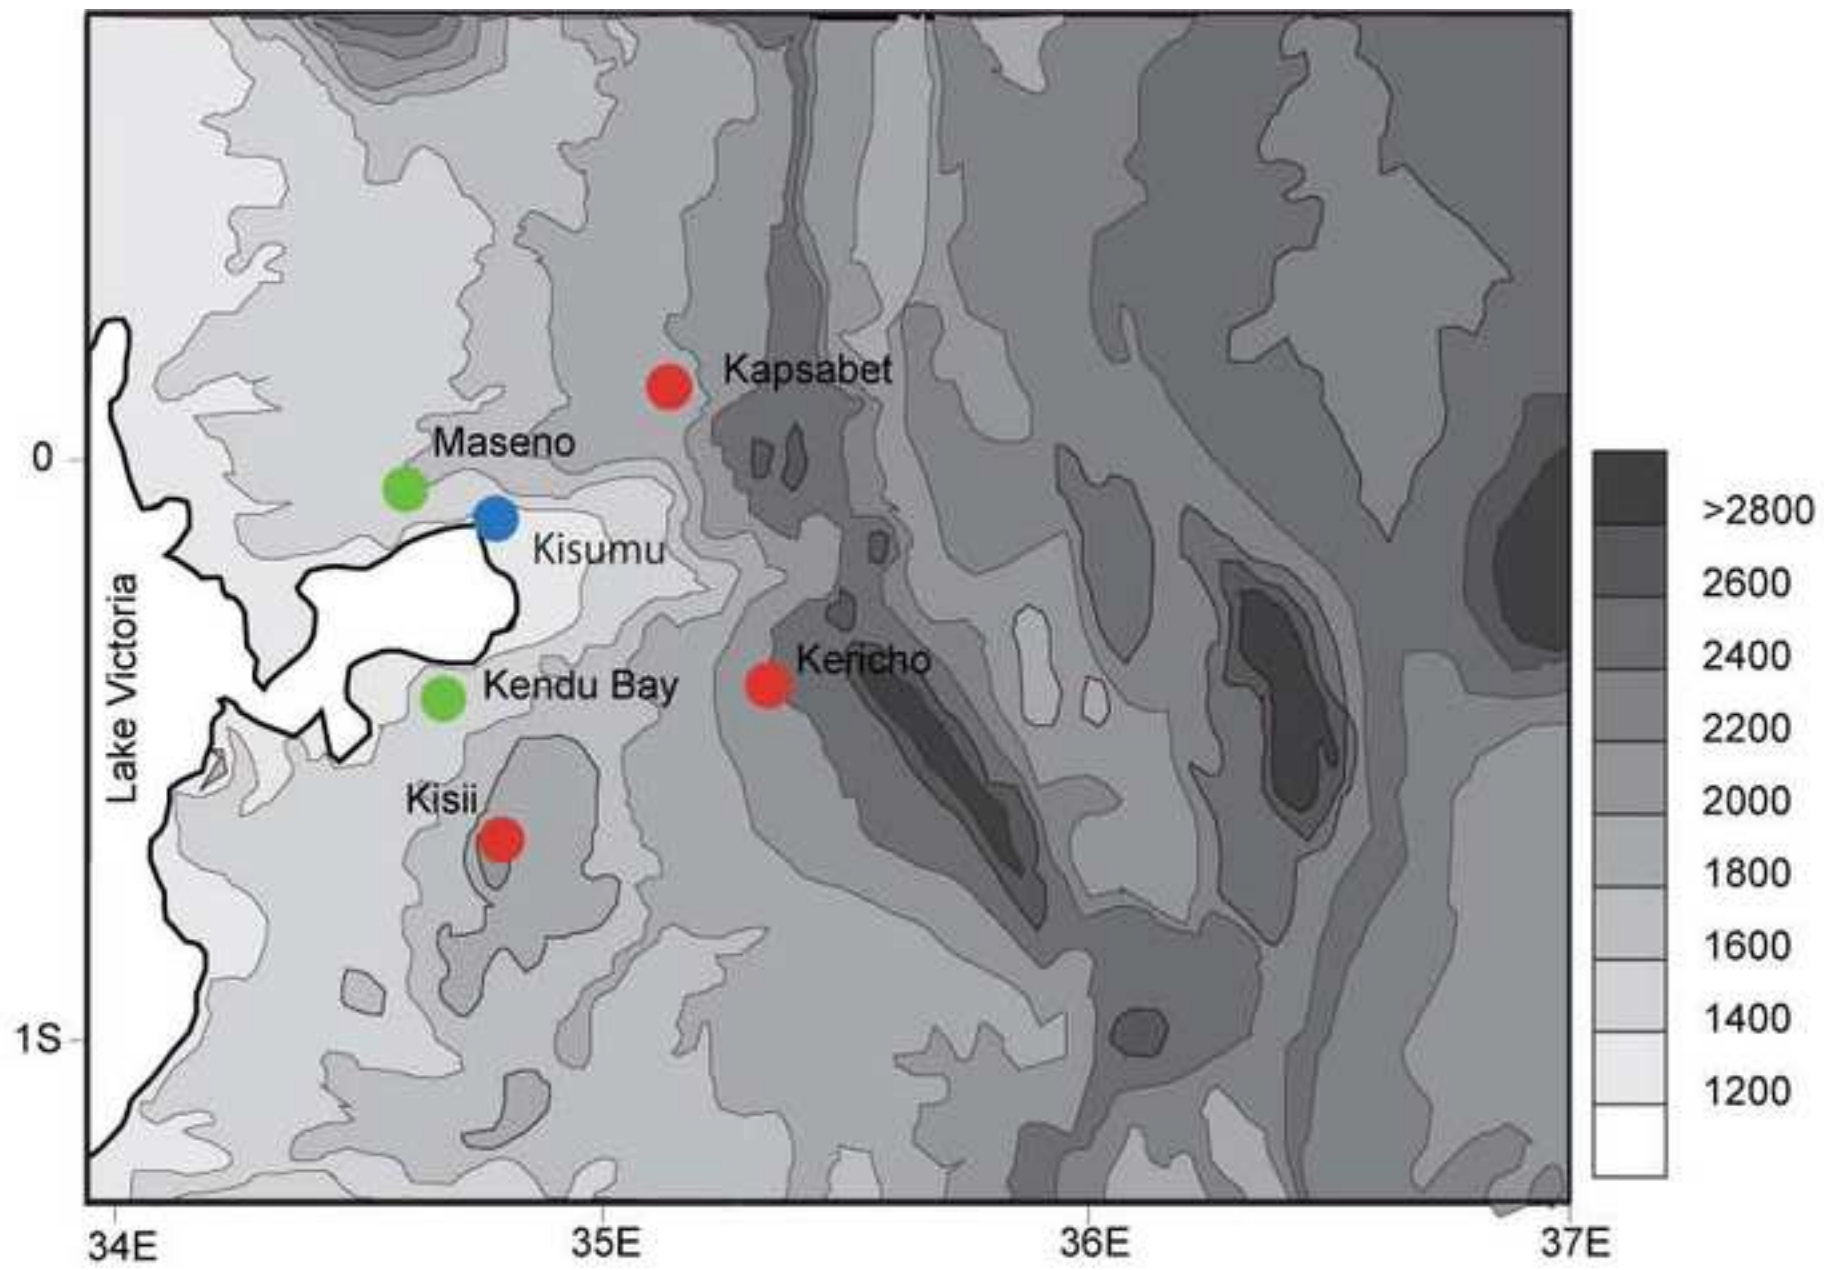 Kapsabet
Maseno
0
>2800
Kisumu
2600
Lake Victoria
2400
Kericho
Kendu Bay
2200
Kisii
2000
1800
1600
1S
1400
1200
34E
35E
36E
37E